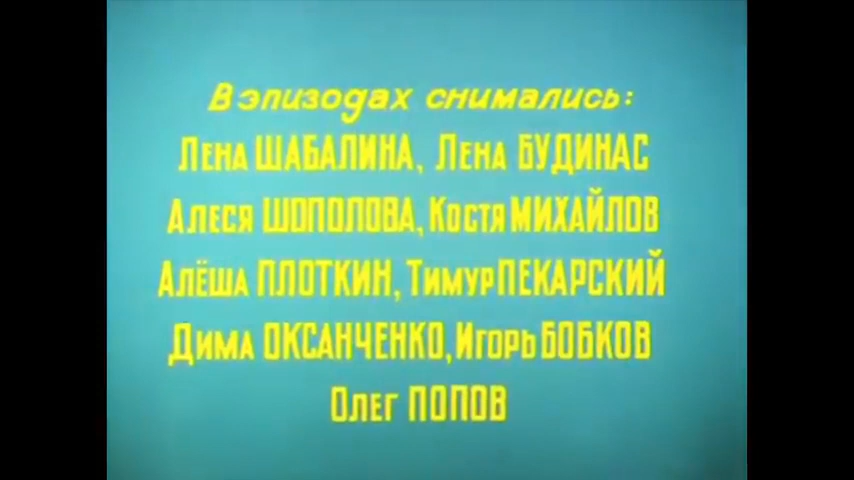 В эпизодах снимались:
Лена ШАБАЛИНА, Лена БУДИНАС
Алеся ШОПОЛОВА, Костя МИХАЙЛОВ
Алёша ПЛОТКИН, Тимур ПЕКАРСКИЙ
Дима ОКСАНЧЕНКО, Игорь БОБКОВ
Олег ПОПОВ